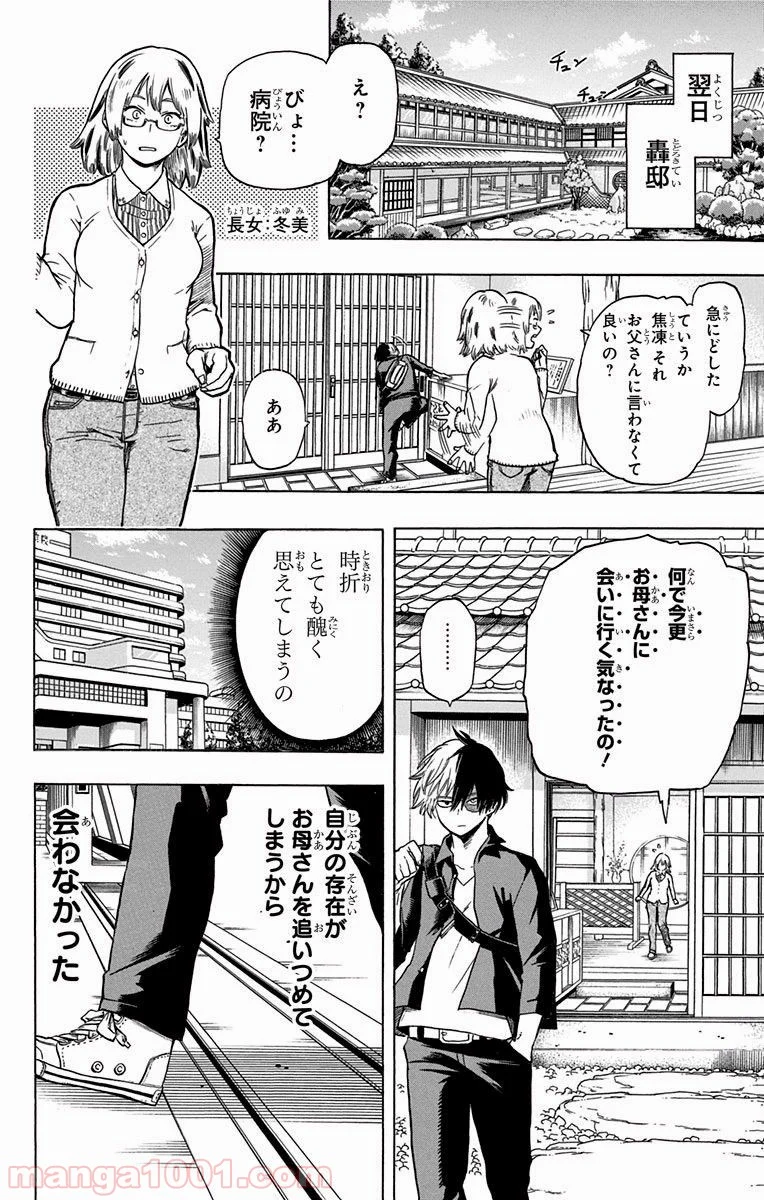 翌日
轟邸
チュン
チュン
え？
びょ…
病院？
長女：冬美
急にどした
ていうか
焦凍 それ
お父さんに言わなくて
良いの？
ああ
何で今更
お母さんに
会いに行く気なったの！
………
時折
とても醜く
思えてしまうの
自分の存在が
お母さんを追いつめて
しまうから
会わなかった
manga1001.com